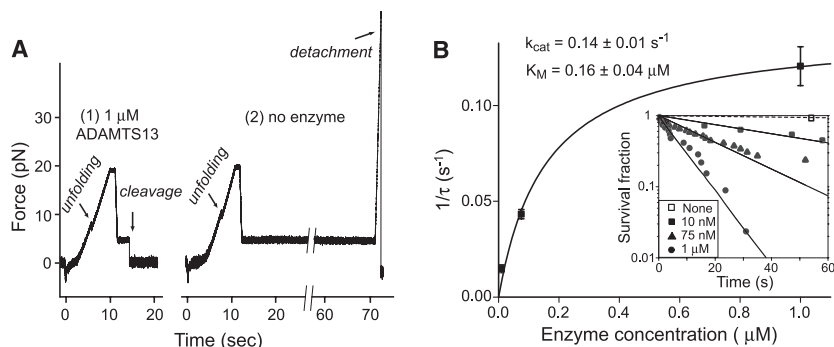 A
detachment
(1) 1 μM
ADAMTS13
(2) no enzyme
unfolding
cleavage
unfolding
Force (pN)
30
20
10
0
0
10
20
0
10
20
60
70
Time (sec)
B
kcat = 0.14 ± 0.01 s-1
KM = 0.16 ± 0.04 μM
1/τ (s-1)
0.10
0.05
0.00
0.0
0.2
0.4
0.6
0.8
1.0
Enzyme concentration ( μM)
Survival fraction
1
0.1
0.01
None
10 nM
75 nM
1 μM
0
20
40
60
Time (s)